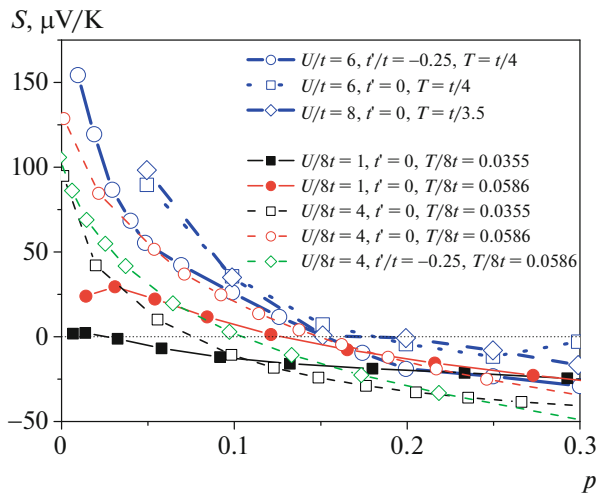 S, μV/K
U/t = 6, t'/t = −0.25, T = t/4
U/t = 6, t' = 0, T = t/4
U/t = 8, t' = 0, T = t/3.5
U/8t = 1, t' = 0, T/8t = 0.0355
U/8t = 1, t' = 0, T/8t = 0.0586
U/8t = 4, t' = 0, T/8t = 0.0355
U/8t = 4, t' = 0, T/8t = 0.0586
U/8t = 4, t'/t = −0.25, T/8t = 0.0586
150
100
50
0
−50
0 0.1 0.2 0.3
p